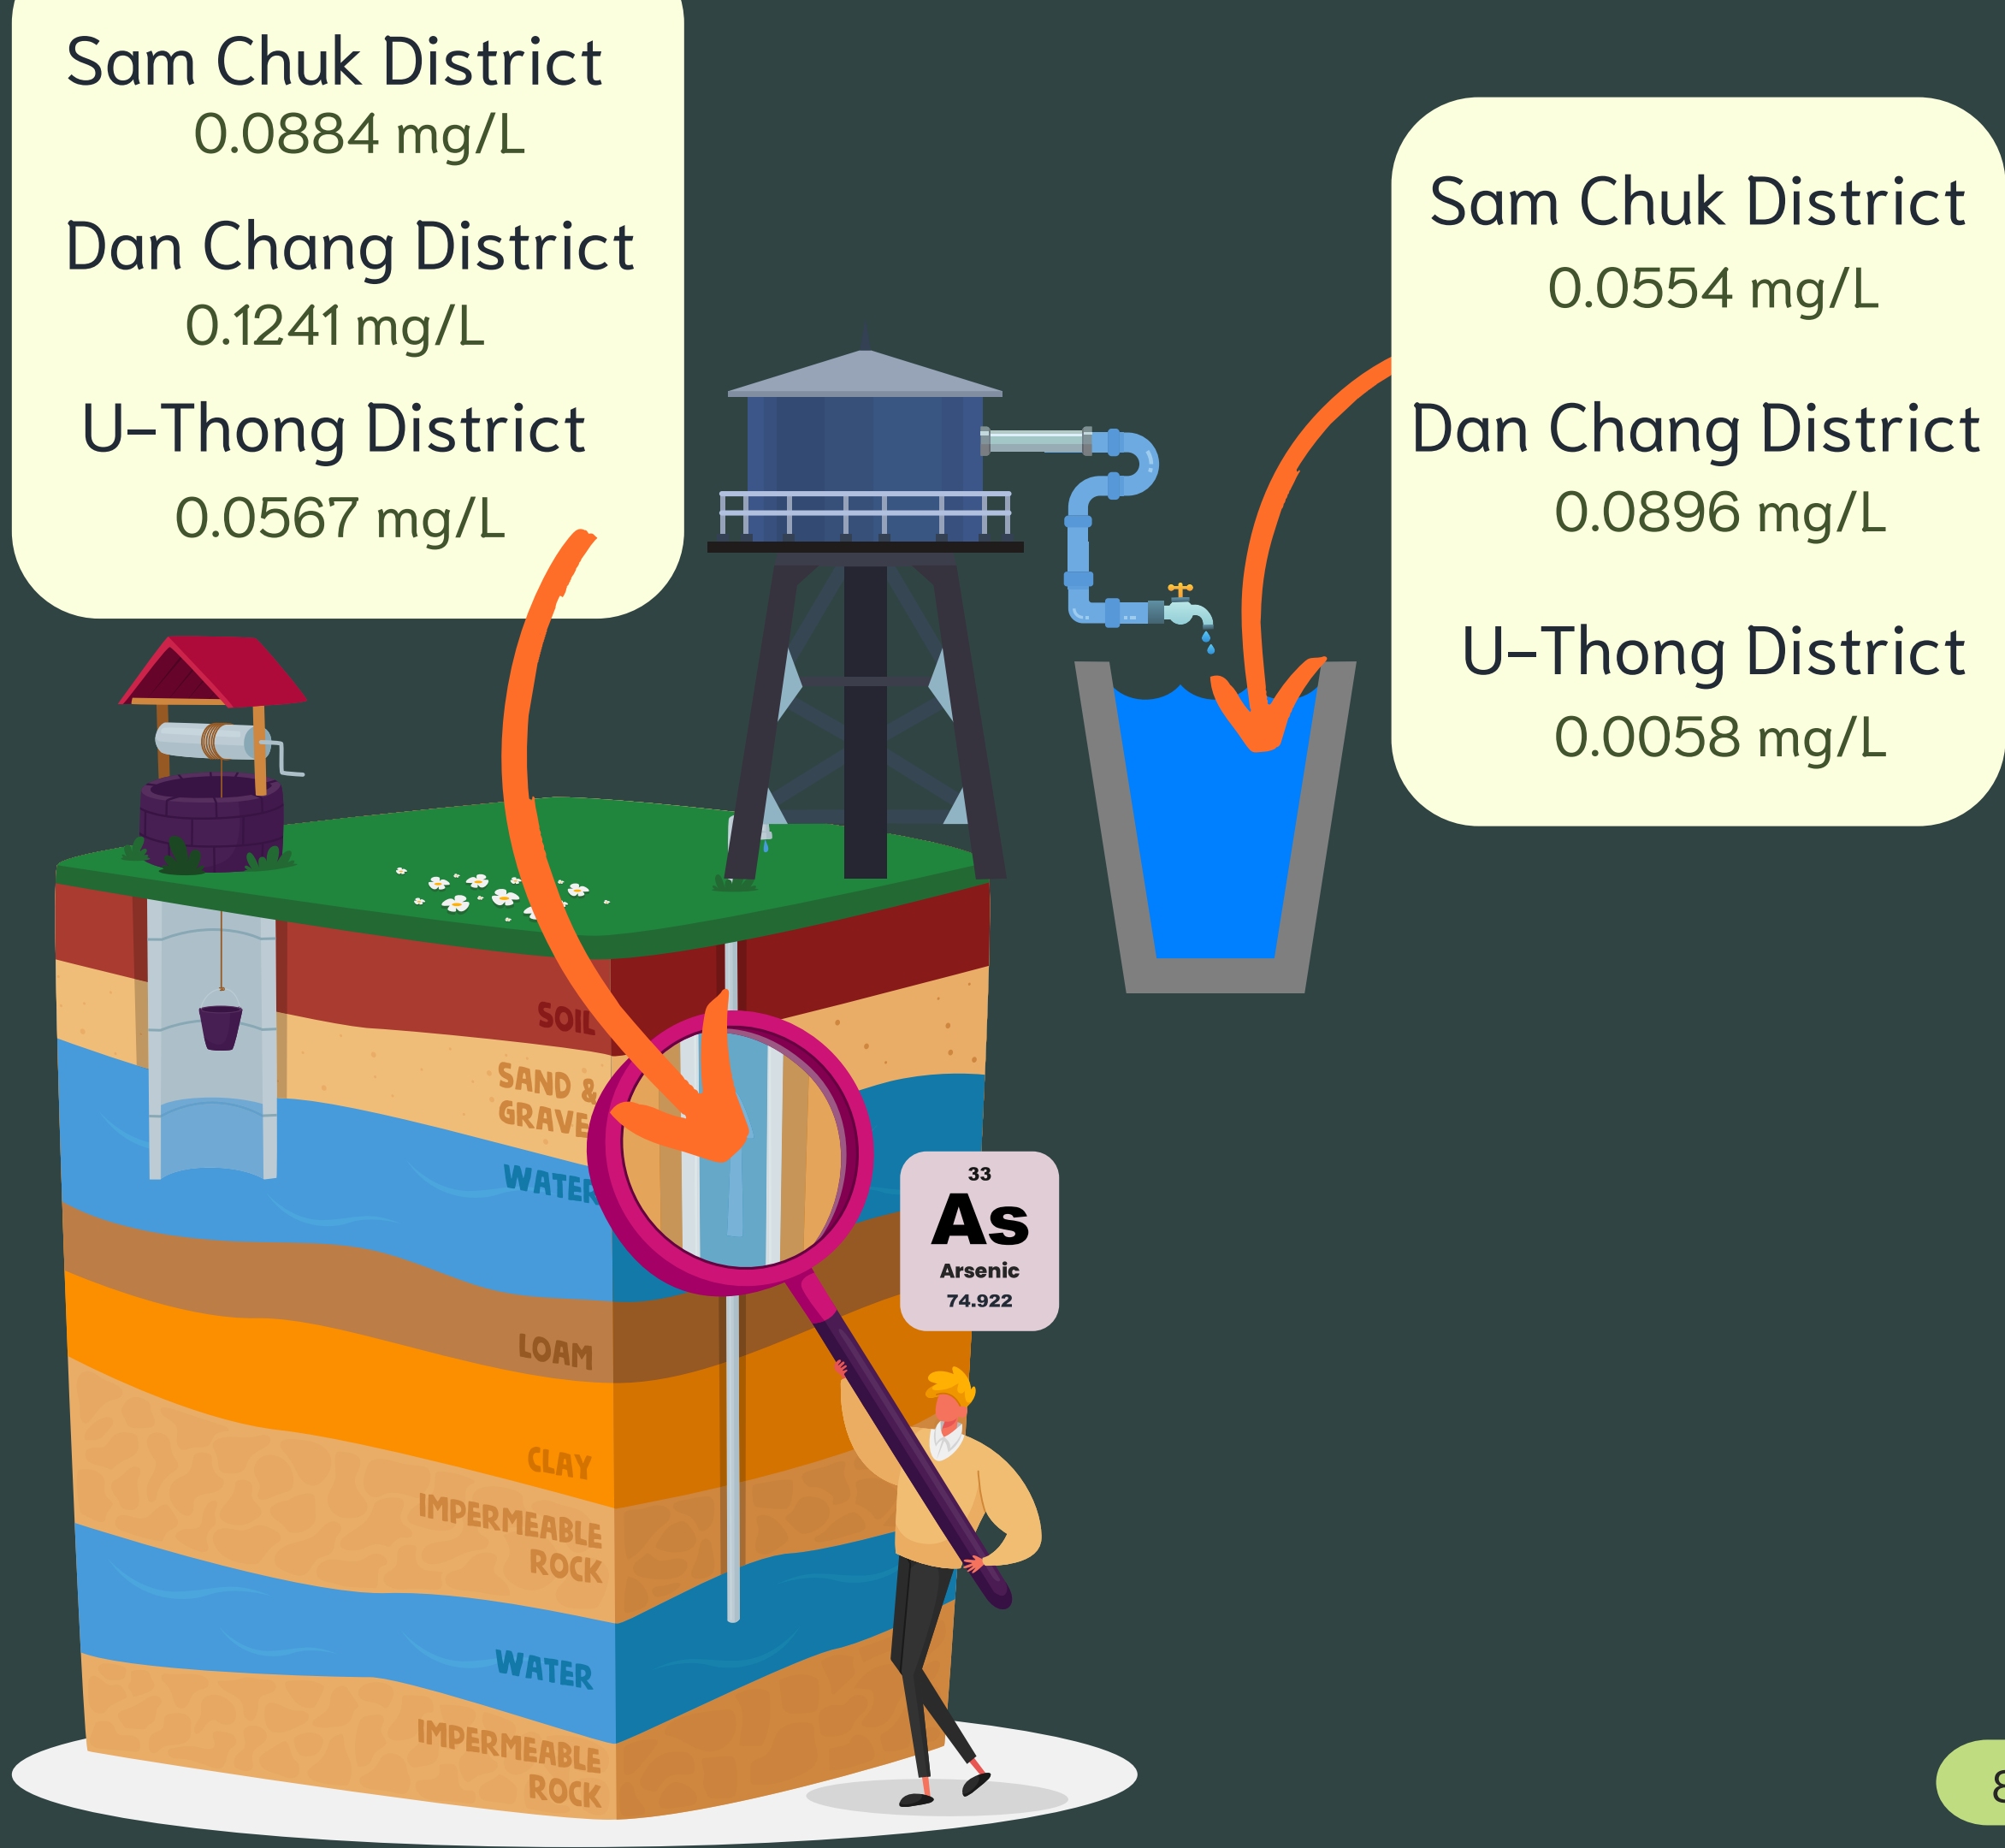 Sam Chuk District
0.0884 mg/L
Dan Chang District
0.1241 mg/L
U-Thong District
0.0567 mg/L
Sam Chuk District
0.0554 mg/L
Dan Chang District
0.0896 mg/L
U-Thong District
0.0058 mg/L
SOIL
SAND &
GRAVE
WATER
33
As
Arsenic
74.922
LOAM
CLAY
IMPERMEABLE
ROCK
WATER
IMPERMEABLE
ROCK